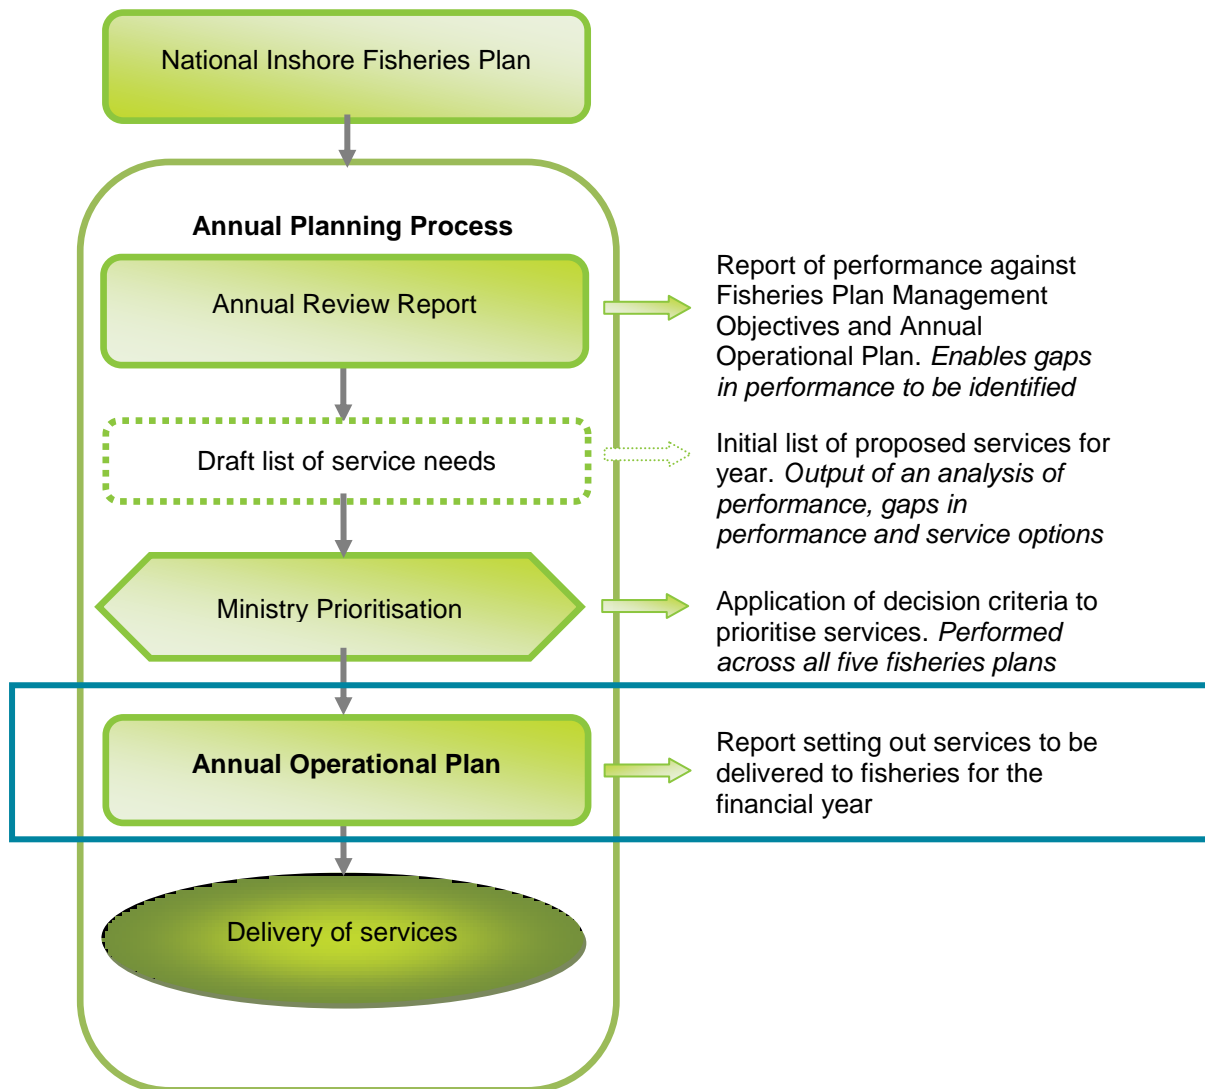 National Inshore Fisheries Plan
Annual Planning Process
Annual Review Report
Report of performance against
Fisheries Plan Management
Objectives and Annual
Operational Plan. Enables gaps
in performance to be identified
Draft list of service needs
Initial list of proposed services for
year. Output of an analysis of
performance, gaps in
performance and service options
Ministry Prioritisation
Application of decision criteria to
prioritise services. Performed
across all five fisheries plans
Annual Operational Plan
Report setting out services to be
delivered to fisheries for the
financial year
Delivery of services